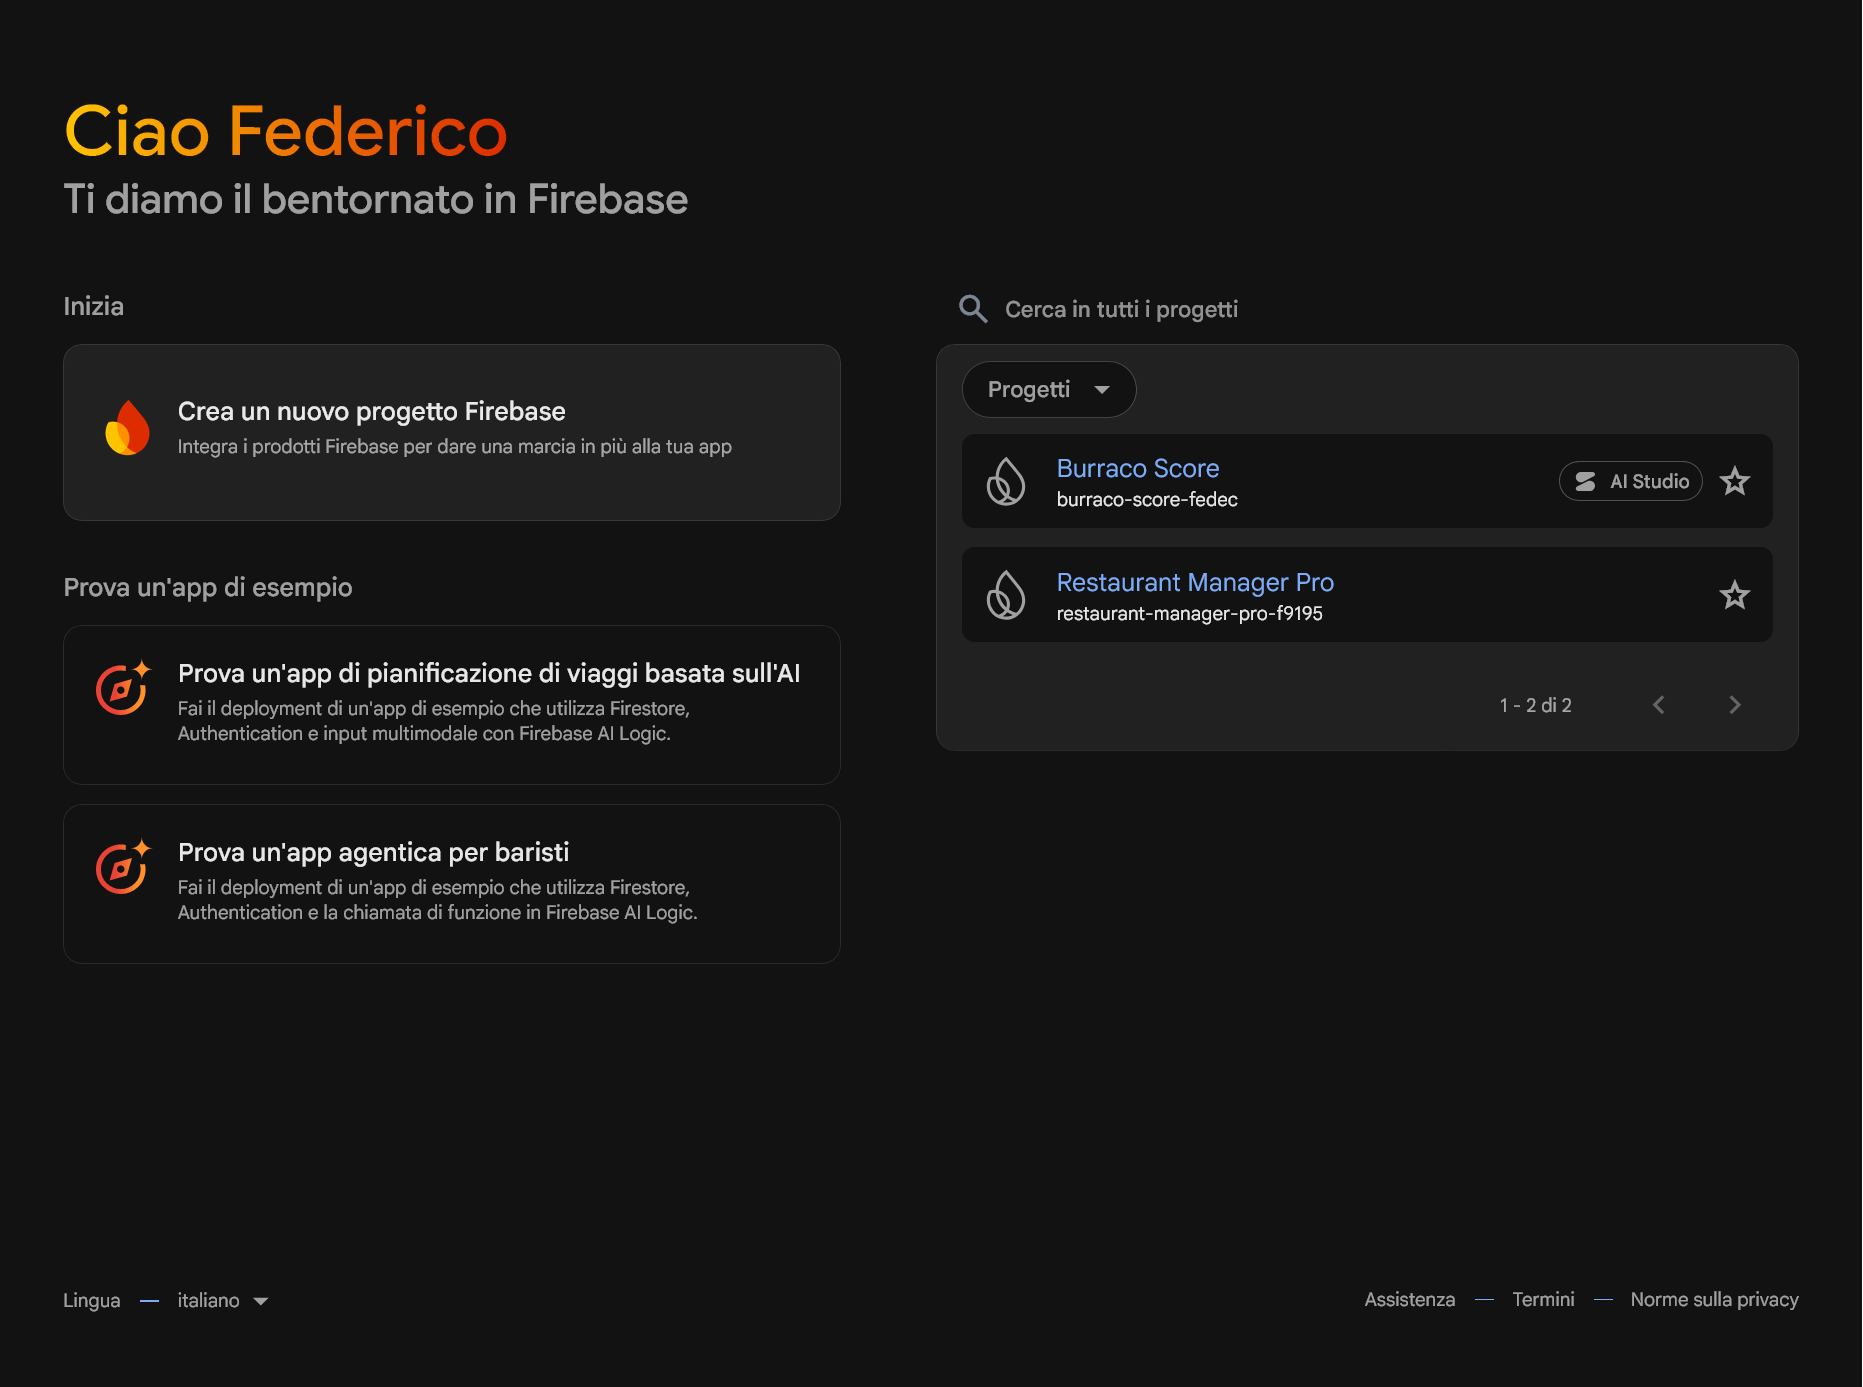 Ciao Federico
Ti diamo il bentornato in Firebase
Inizia
Crea un nuovo progetto Firebase
Integra i prodotti Firebase per dare una marcia in più alla tua app
Prova un'app di esempio
Prova un'app di pianificazione di viaggi basata sull'AI
Fai il deployment di un'app di esempio che utilizza Firestore,
Authentication e input multimodale con Firebase AI Logic.
Prova un'app agentica per baristi
Fai il deployment di un'app di esempio che utilizza Firestore,
Authentication e la chiamata di funzione in Firebase AI Logic.
Cerca in tutti i progetti
Progetti
Burraco Score
burraco-score-fedec
AI Studio
Restaurant Manager Pro
restaurant-manager-pro-f9195
1 - 2 di 2
Lingua — italiano
Assistenza — Termini — Norme sulla privacy